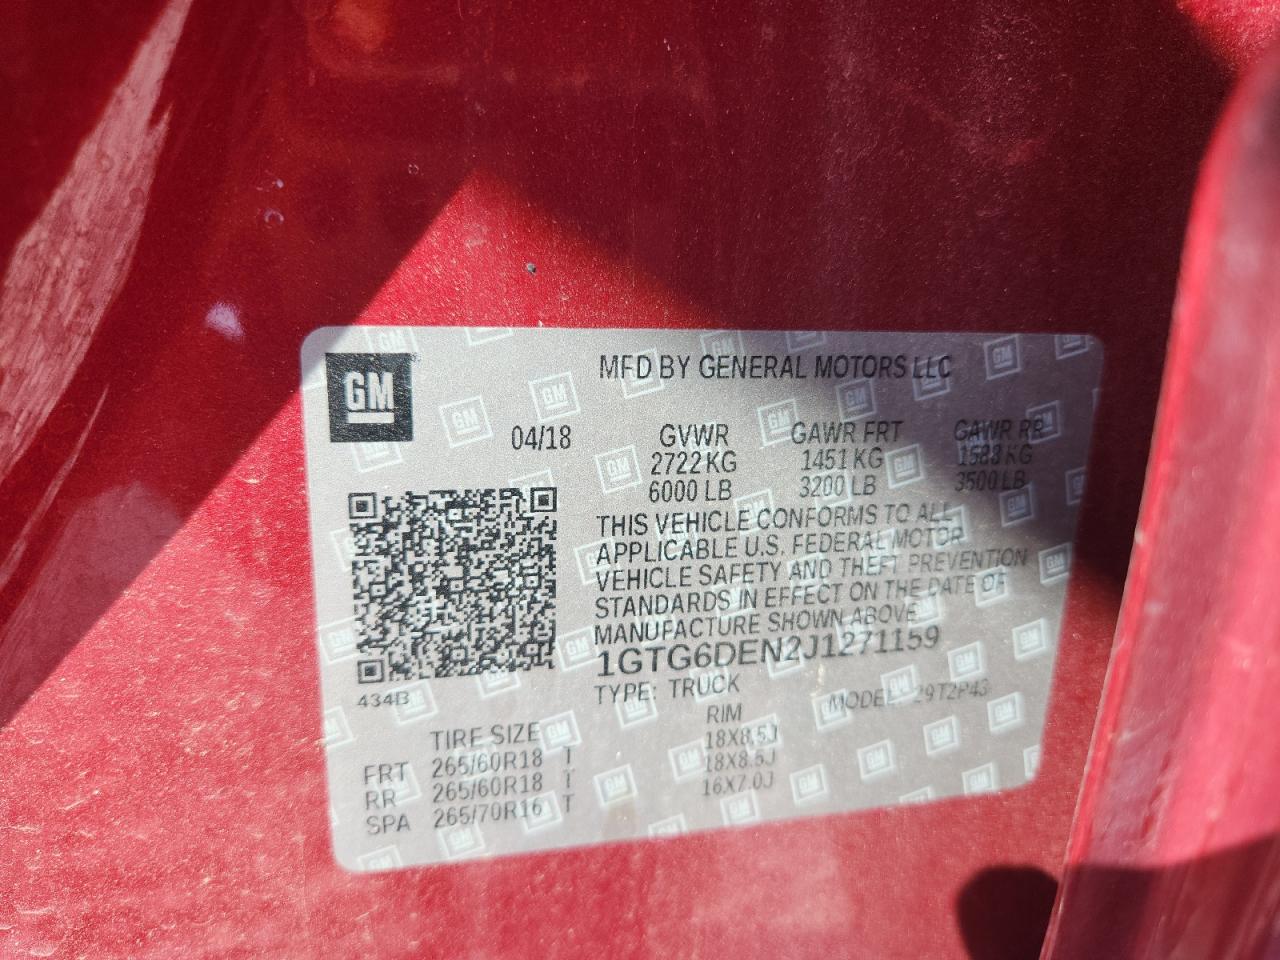 GM
MFD BY GENERAL MOTORS LLC
04/18 GVWR GAWR FRT GAWR RR
2722 KG 1451 KG 1588 KG
6000 LB 3200 LB 3500 LB
THIS VEHICLE CONFORMS TO ALL
APPLICABLE U.S. FEDERAL MOTOR
VEHICLE SAFETY AND THEFT PREVENTION
STANDARDS IN EFFECT ON THE DATE OF
MANUFACTURE SHOWN ABOVE
1GTG6DEN2J1271159
434B
TYPE: TRUCK MODEL: 29T2P43
TIRE SIZE RIM
FRT 265/60R18 T 18X8.5J
RR 265/60R18 T 18X8.5J
SPA 265/70R16 T 16X7.0J